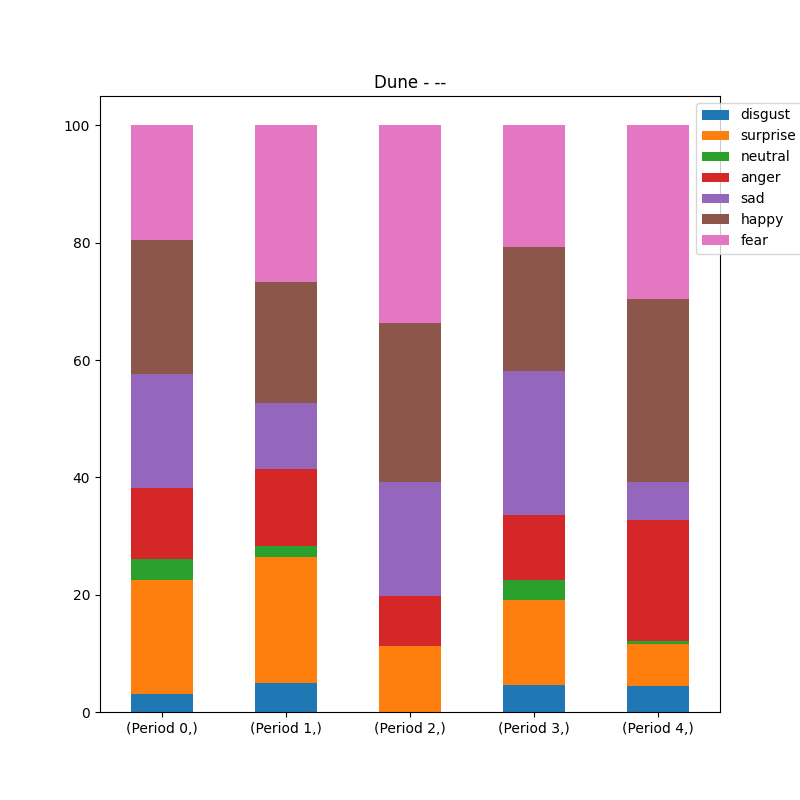 Dune - --
100
80
60
40
20
0
disgust
surprise
neutral
anger
sad
happy
fear
(Period 0,) (Period 1,) (Period 2,) (Period 3,) (Period 4,)